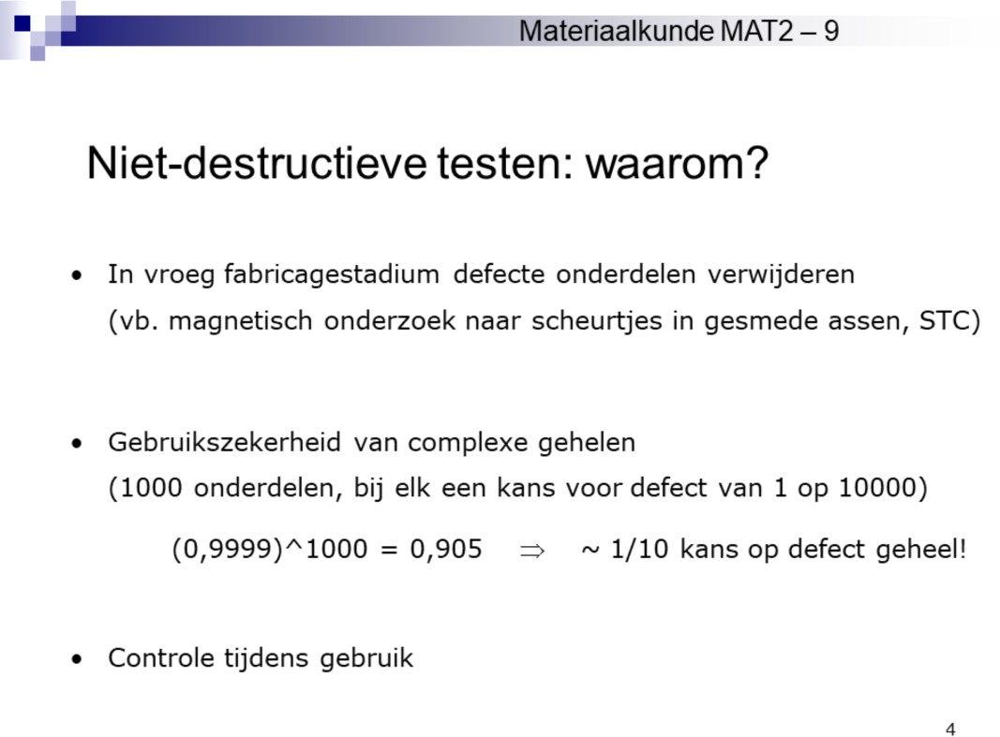 Materiaalkunde MAT2 – 9
Niet-destructieve testen: waarom?
• In vroeg fabricagestadium defecte onderdelen verwijderen
(vb. magnetisch onderzoek naar scheurtjes in gesmede assen, STC)
• Gebruikszekerheid van complexe gehelen
(1000 onderdelen, bij elk een kans voor defect van 1 op 10000)
(0,9999)^1000 = 0,905 ⇒ ~ 1/10 kans op defect geheel!
• Controle tijdens gebruik
4